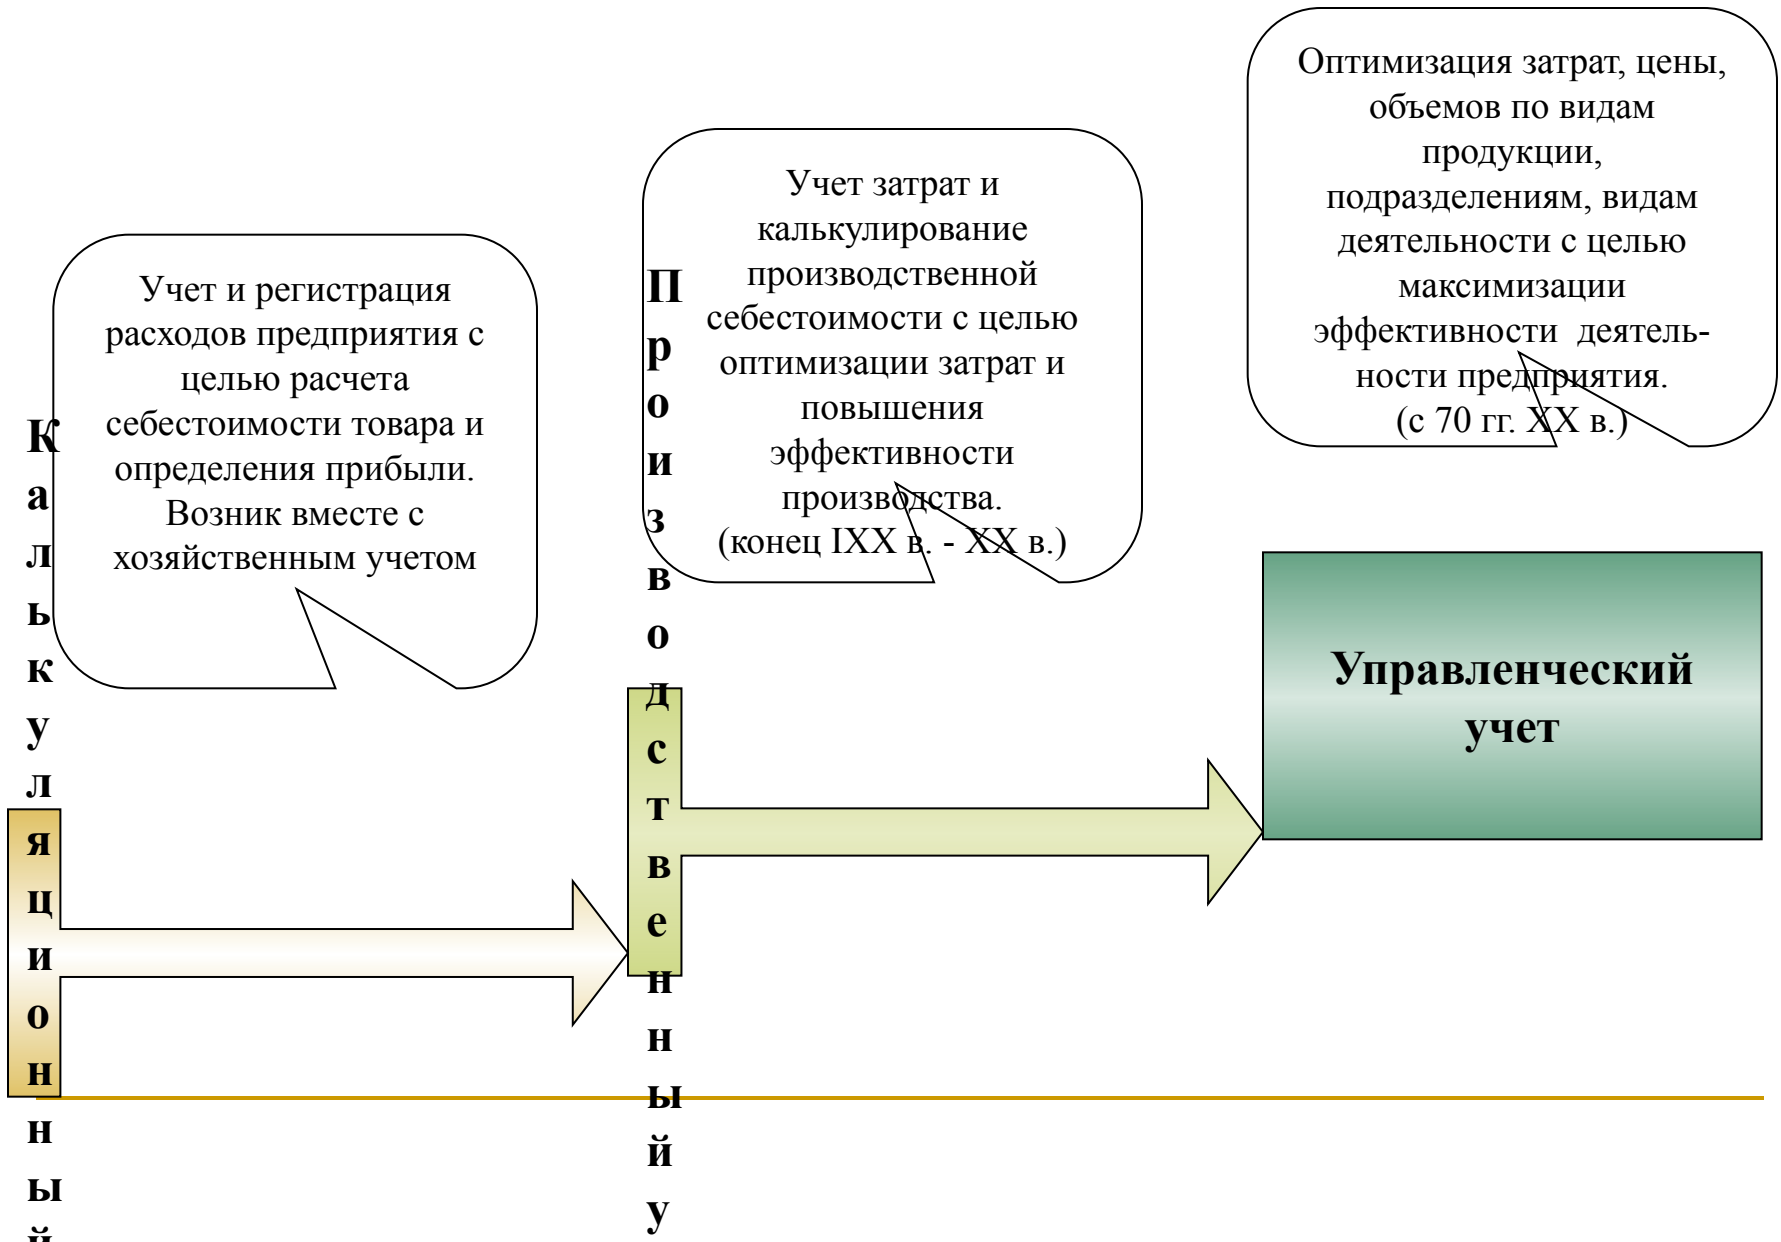 Калькуляционный
Учет и регистрация
расходов предприятия с
целью расчета
себестоимости товара и
определения прибыли.
Возник вместе с
хозяйственным учетом
Производственный у
Учет затрат и
калькулирование
производственной
себестоимости с целью
оптимизации затрат и
повышения
эффективности
производства.
(конец IXX в. - XX в.)
Оптимизация затрат, цены,
объемов по видам
продукции,
подразделениям, видам
деятельности с целью
максимизации
эффективности деятель-
ности предприятия.
(с 70 гг. XX в.)
Управленческий
учет